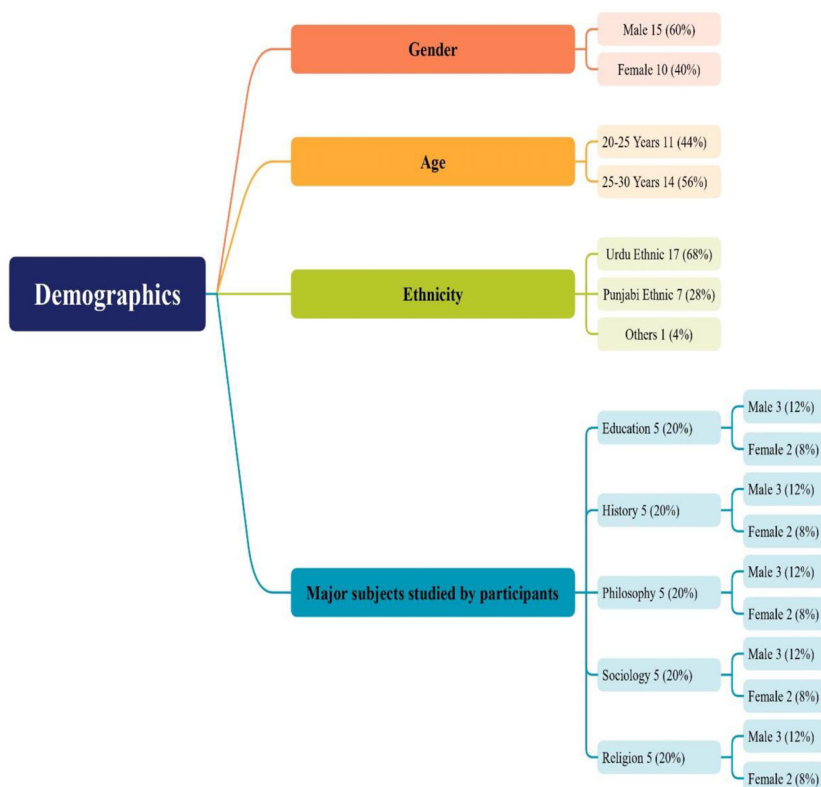 Demographics
Gender
Male 15 (60%)
Female 10 (40%)
Age
20-25 Years 11 (44%)
25-30 Years 14 (56%)
Ethnicity
Urdu Ethnic 17 (68%)
Punjabi Ethnic 7 (28%)
Others 1 (4%)
Major subjects studied by participants
Education 5 (20%)
Male 3 (12%)
Female 2 (8%)
History 5 (20%)
Male 3 (12%)
Female 2 (8%)
Philosophy 5 (20%)
Male 3 (12%)
Female 2 (8%)
Sociology 5 (20%)
Male 3 (12%)
Female 2 (8%)
Religion 5 (20%)
Male 3 (12%)
Female 2 (8%)